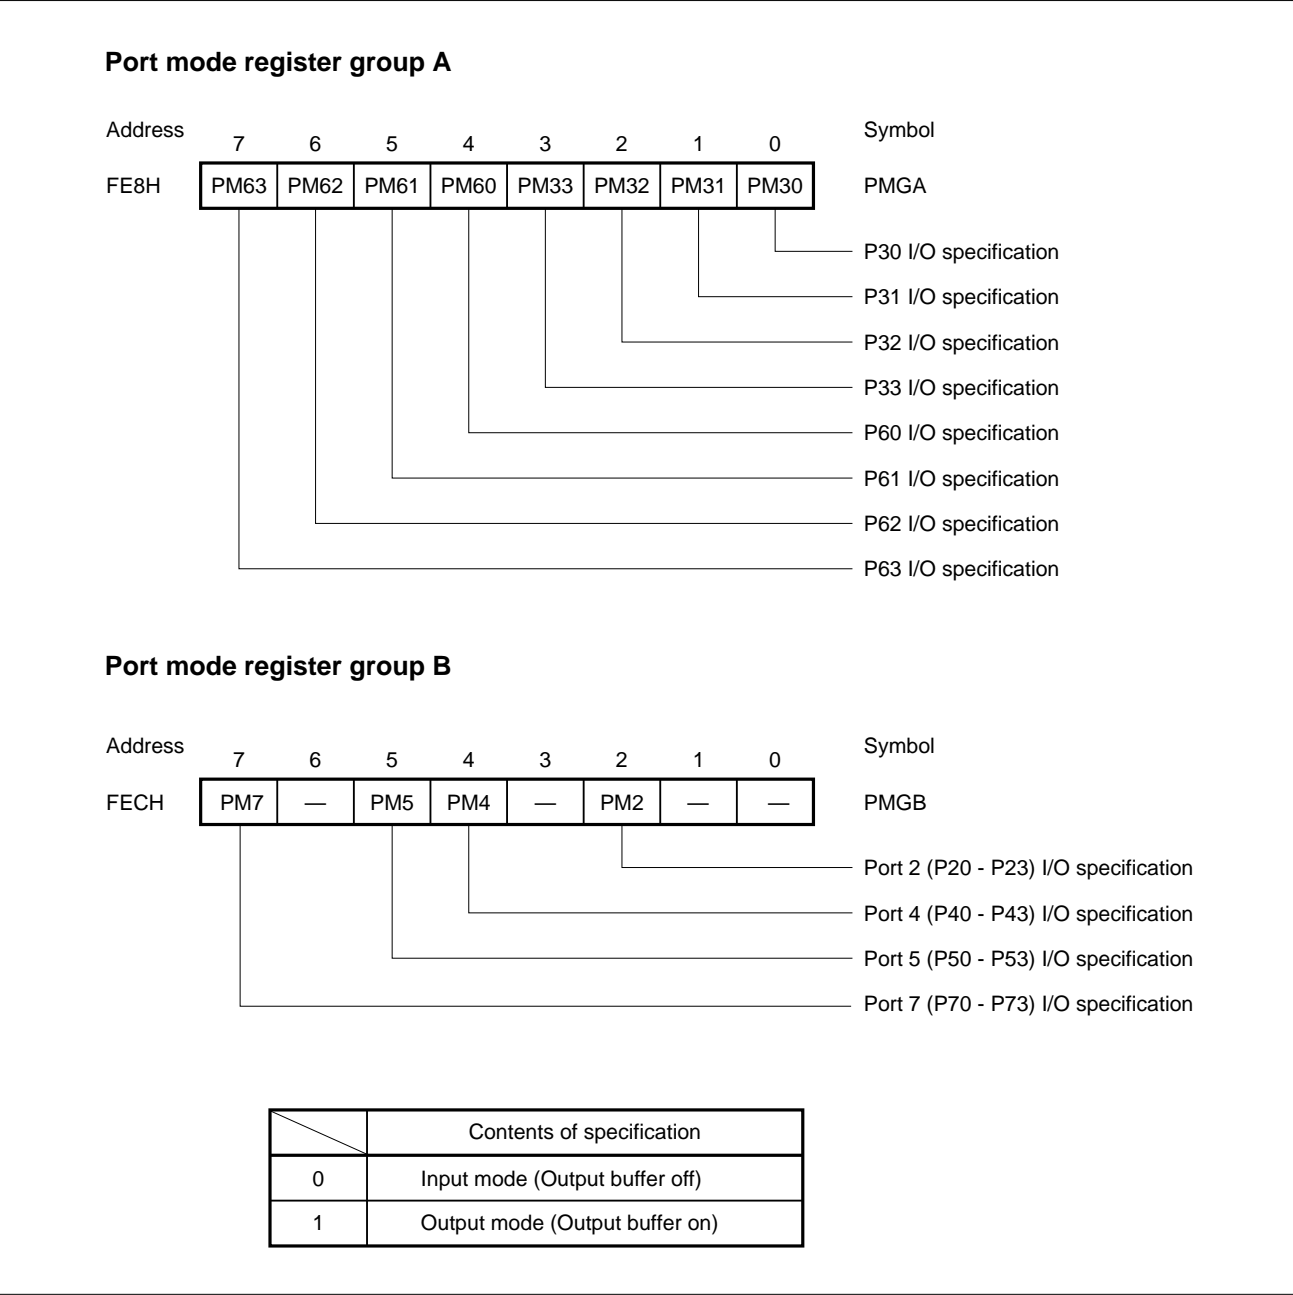 Port mode register group A
Address 7 6 5 4 3 2 1 0 Symbol
FE8H PM63 PM62 PM61 PM60 PM33 PM32 PM31 PM30 PMGA
P30 I/O specification
P31 I/O specification
P32 I/O specification
P33 I/O specification
P60 I/O specification
P61 I/O specification
P62 I/O specification
P63 I/O specification
Port mode register group B
Address 7 6 5 4 3 2 1 0 Symbol
FECH PM7 — PM5 PM4 — PM2 — — PMGB
Port 2 (P20 - P23) I/O specification
Port 4 (P40 - P43) I/O specification
Port 5 (P50 - P53) I/O specification
Port 7 (P70 - P73) I/O specification
Contents of specification
0 Input mode (Output buffer off)
1 Output mode (Output buffer on)